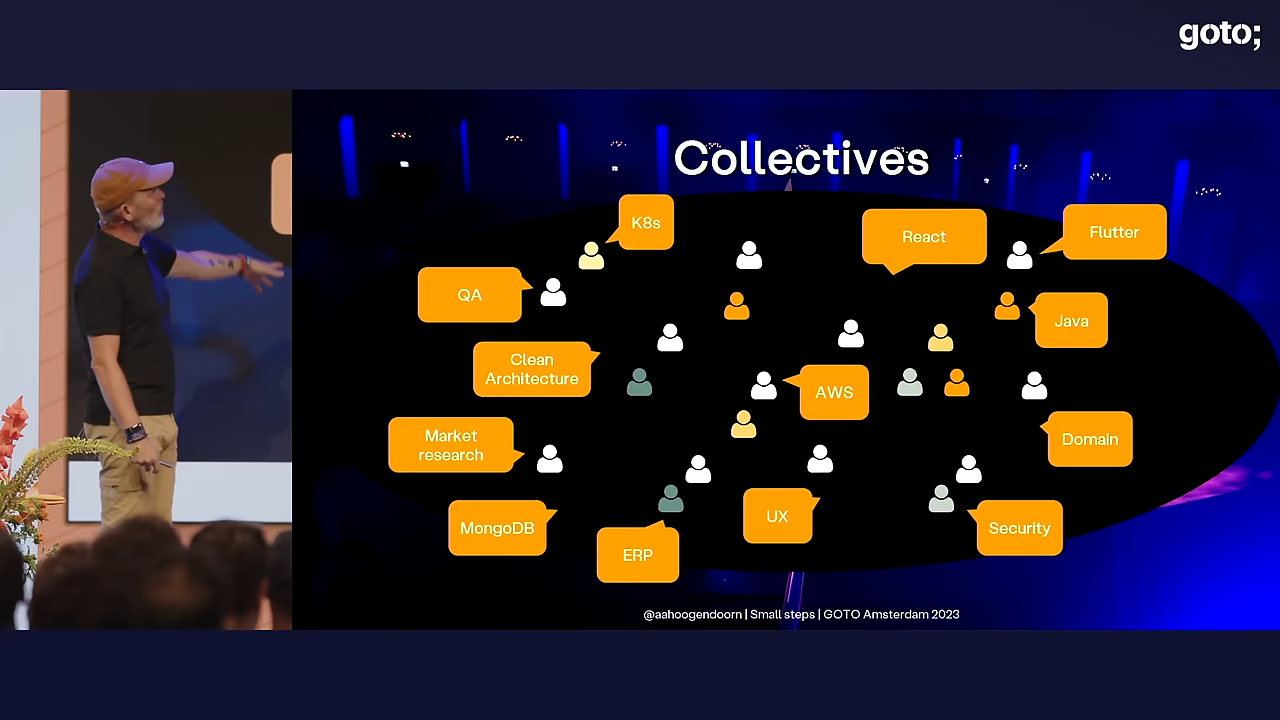 goto;
Collectives
K8s
React
Flutter
QA
Java
Clean
Architecture
AWS
Market
research
Domain
MongoDB
UX
Security
ERP
@aahoogendoorn | Small steps | GOTO Amsterdam 2023